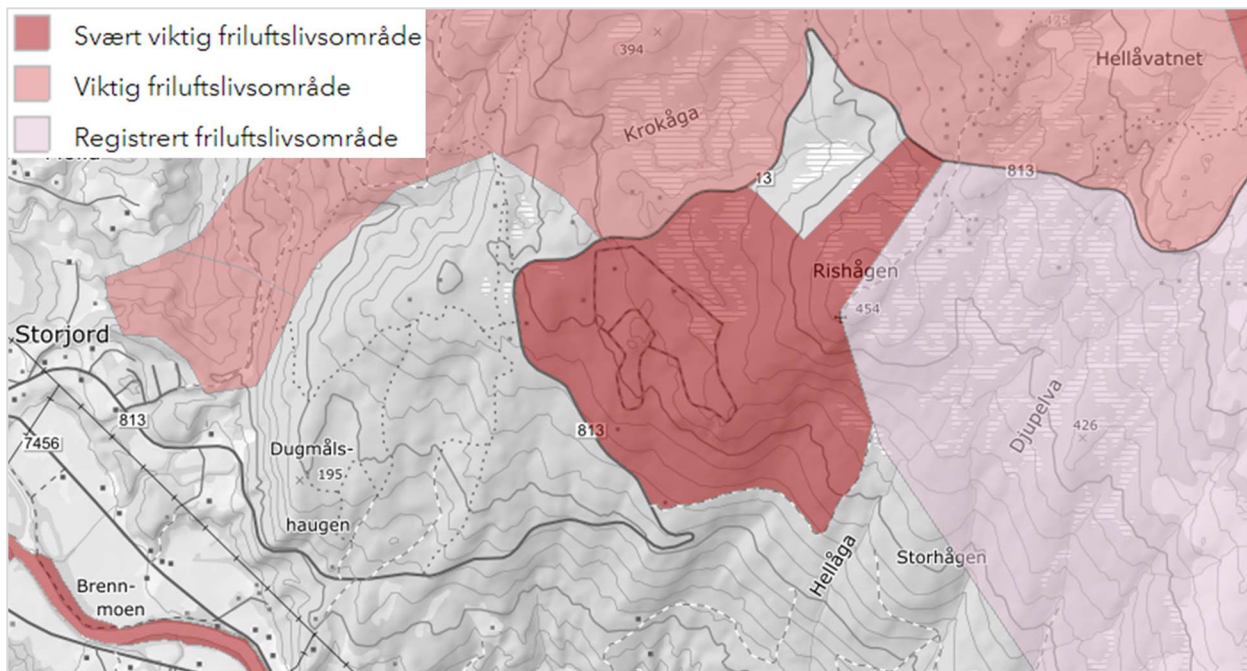 Svært viktig friluftslivsområde
Viktig friluftslivsområde
Registrert friluftslivsområde
394
475
Hellåvatnet
Krokåga
13
813
Rishågen
454
Storjord
813
7456
813
Djupelva
426
Dugmåls-
195
haugen
Hellåga
Storhågen
Brenn-
moen